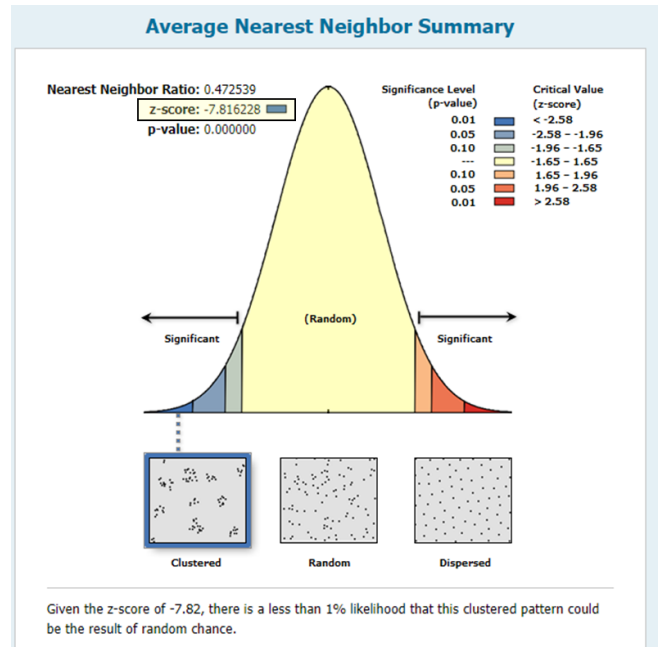 Average Nearest Neighbor Summary
Nearest Neighbor Ratio: 0.472539
z-score: -7.816228
p-value: 0.000000
Significance Level (p-value)
Critical Value (z-score)
0.01 < -2.58
0.05 -2.58 - -1.96
0.10 -1.96 - -1.65
--- -1.65 - 1.65
0.10 1.65 - 1.96
0.05 1.96 - 2.58
0.01 > 2.58
Significant
(Random)
Significant
Clustered
Random
Dispersed
Given the z-score of -7.82, there is a less than 1% likelihood that this clustered pattern could
be the result of random chance.